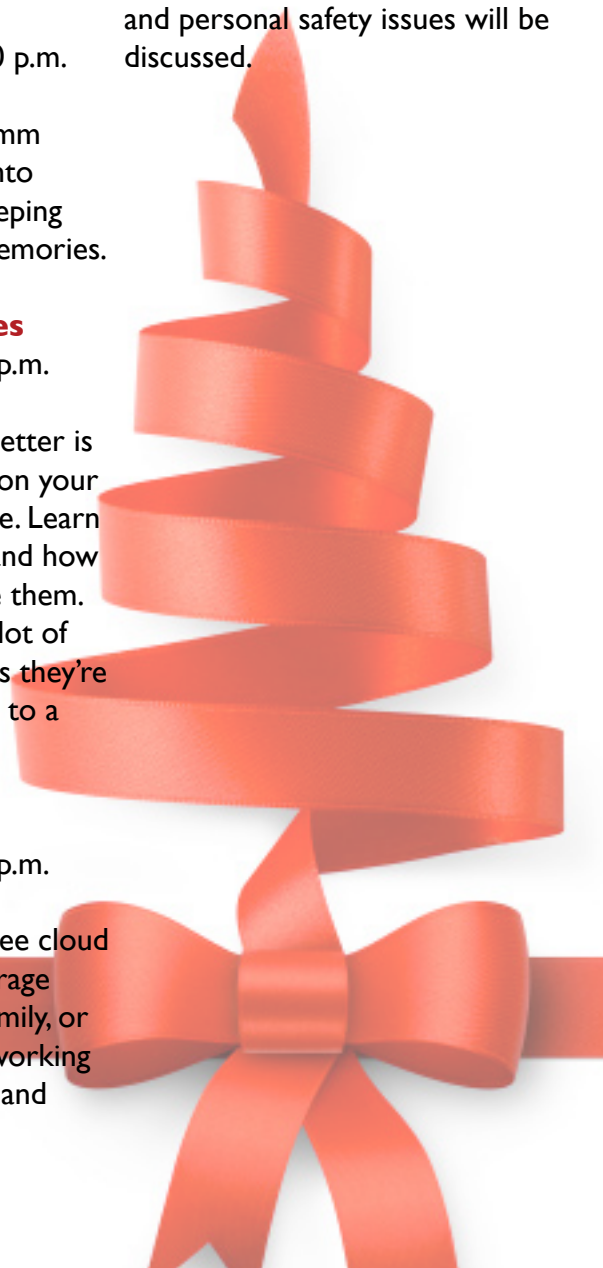 0 p.m.
mm
nto
eping
emories.
es
p.m.
etter is
on your
e. Learn
nd how
e them.
lot of
s they’re
to a
p.m.
ee cloud
rage
mily, or
working
and
and personal safety issues will be
discussed.